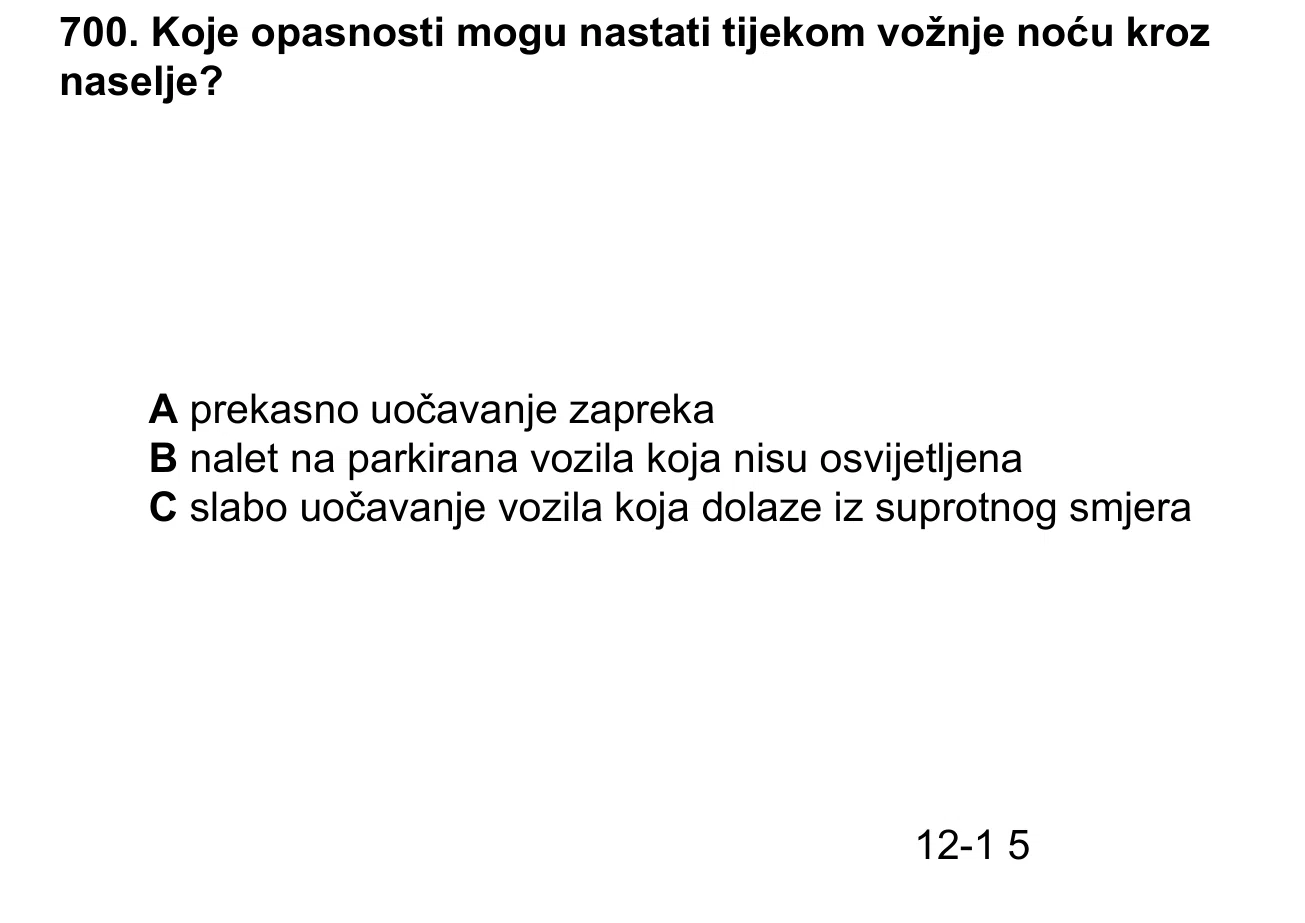 700. Koje opasnosti mogu nastati tijekom vožnje noću kroz
naselje?
A prekasno uočavanje zapreka
B nalet na parkirana vozila koja nisu osvijetljena
C slabo uočavanje vozila koja dolaze iz suprotnog smjera
12-1 5